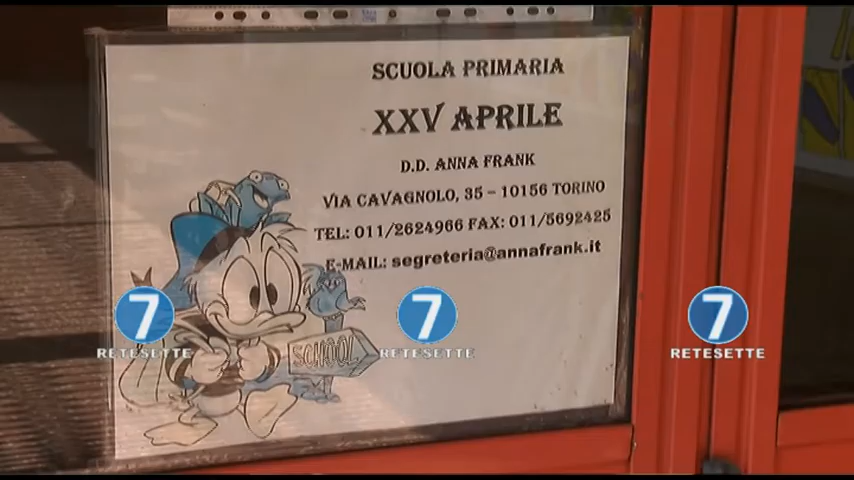 SCUOLA PRIMARIA
XXV APRILE
D.D. ANNA FRANK
VIA CAVAGNOLO, 35 – 10156 TORINO
TEL: 011/2624966 FAX: 011/5692425
E-MAIL: segreteria@annafrank.it
SCHOOL
7
RETESETTE
7
RETESETTE
7
RETESETTE